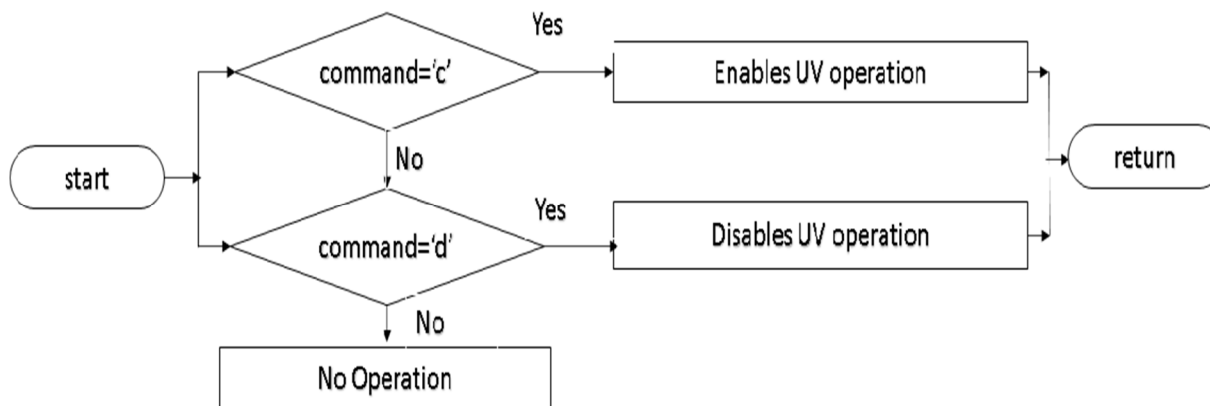 Yes
command='c'
Enables UV operation
No
start
return
Yes
command='d'
Disables UV operation
No
No Operation